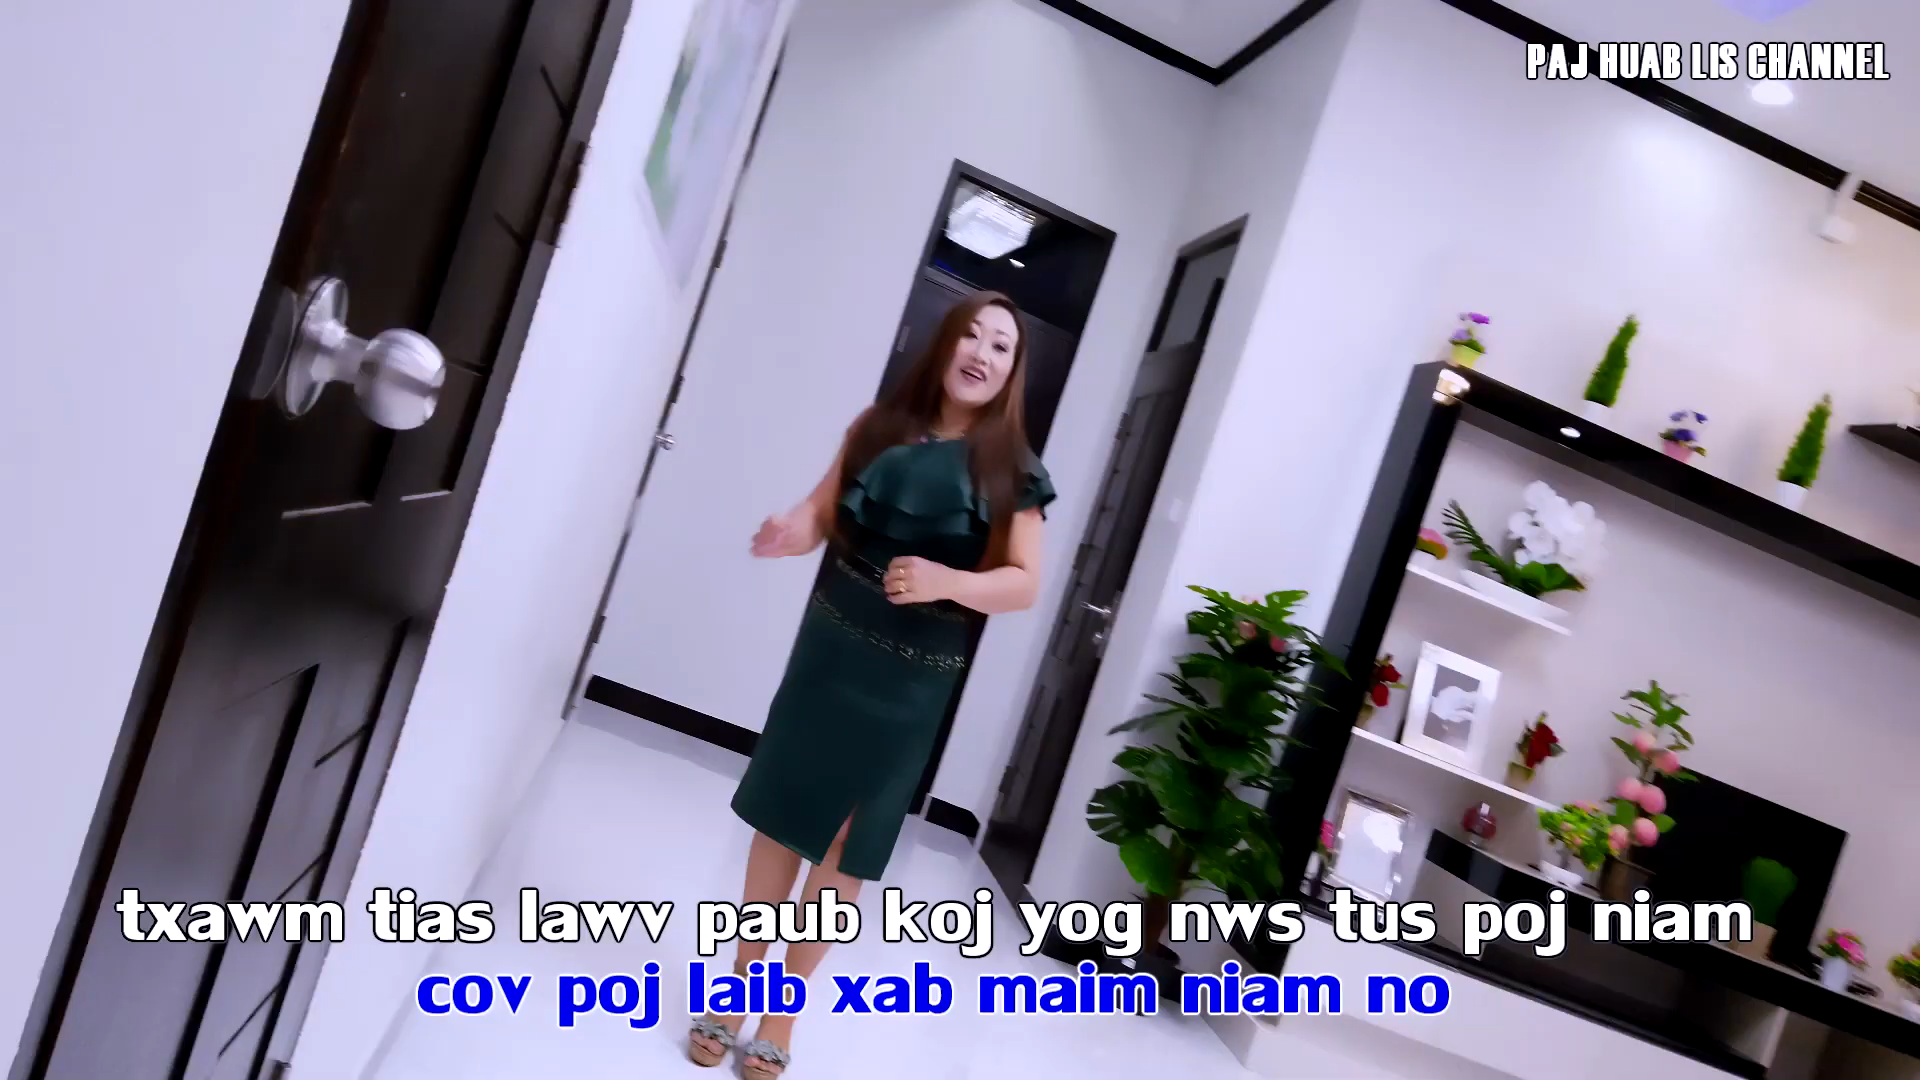 PAJ HUAB LIS CHANNEL
txawm tias lawv paub koj yog nws tus poj niam
cov poj laib xab maim niam no